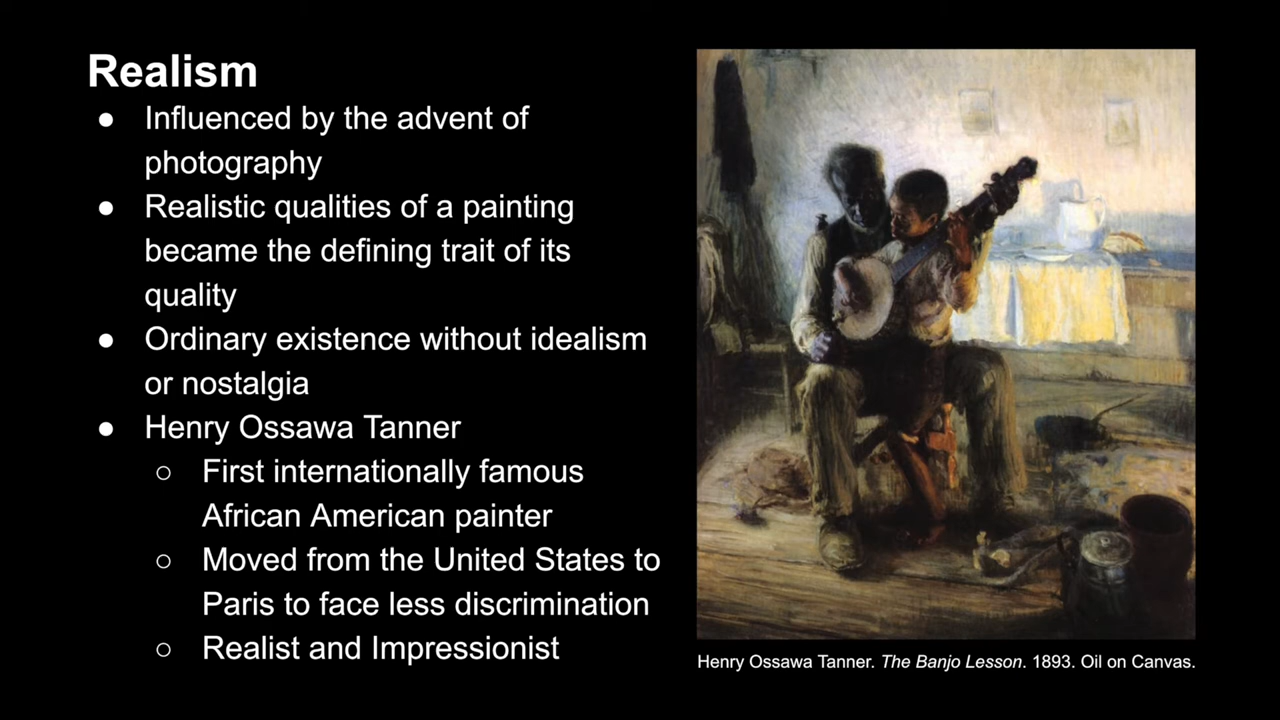 Realism
● Influenced by the advent of
photography
● Realistic qualities of a painting
became the defining trait of its
quality
● Ordinary existence without idealism
or nostalgia
● Henry Ossawa Tanner
○ First internationally famous
African American painter
○ Moved from the United States to
Paris to face less discrimination
○ Realist and Impressionist
Henry Ossawa Tanner. The Banjo Lesson. 1893. Oil on Canvas.